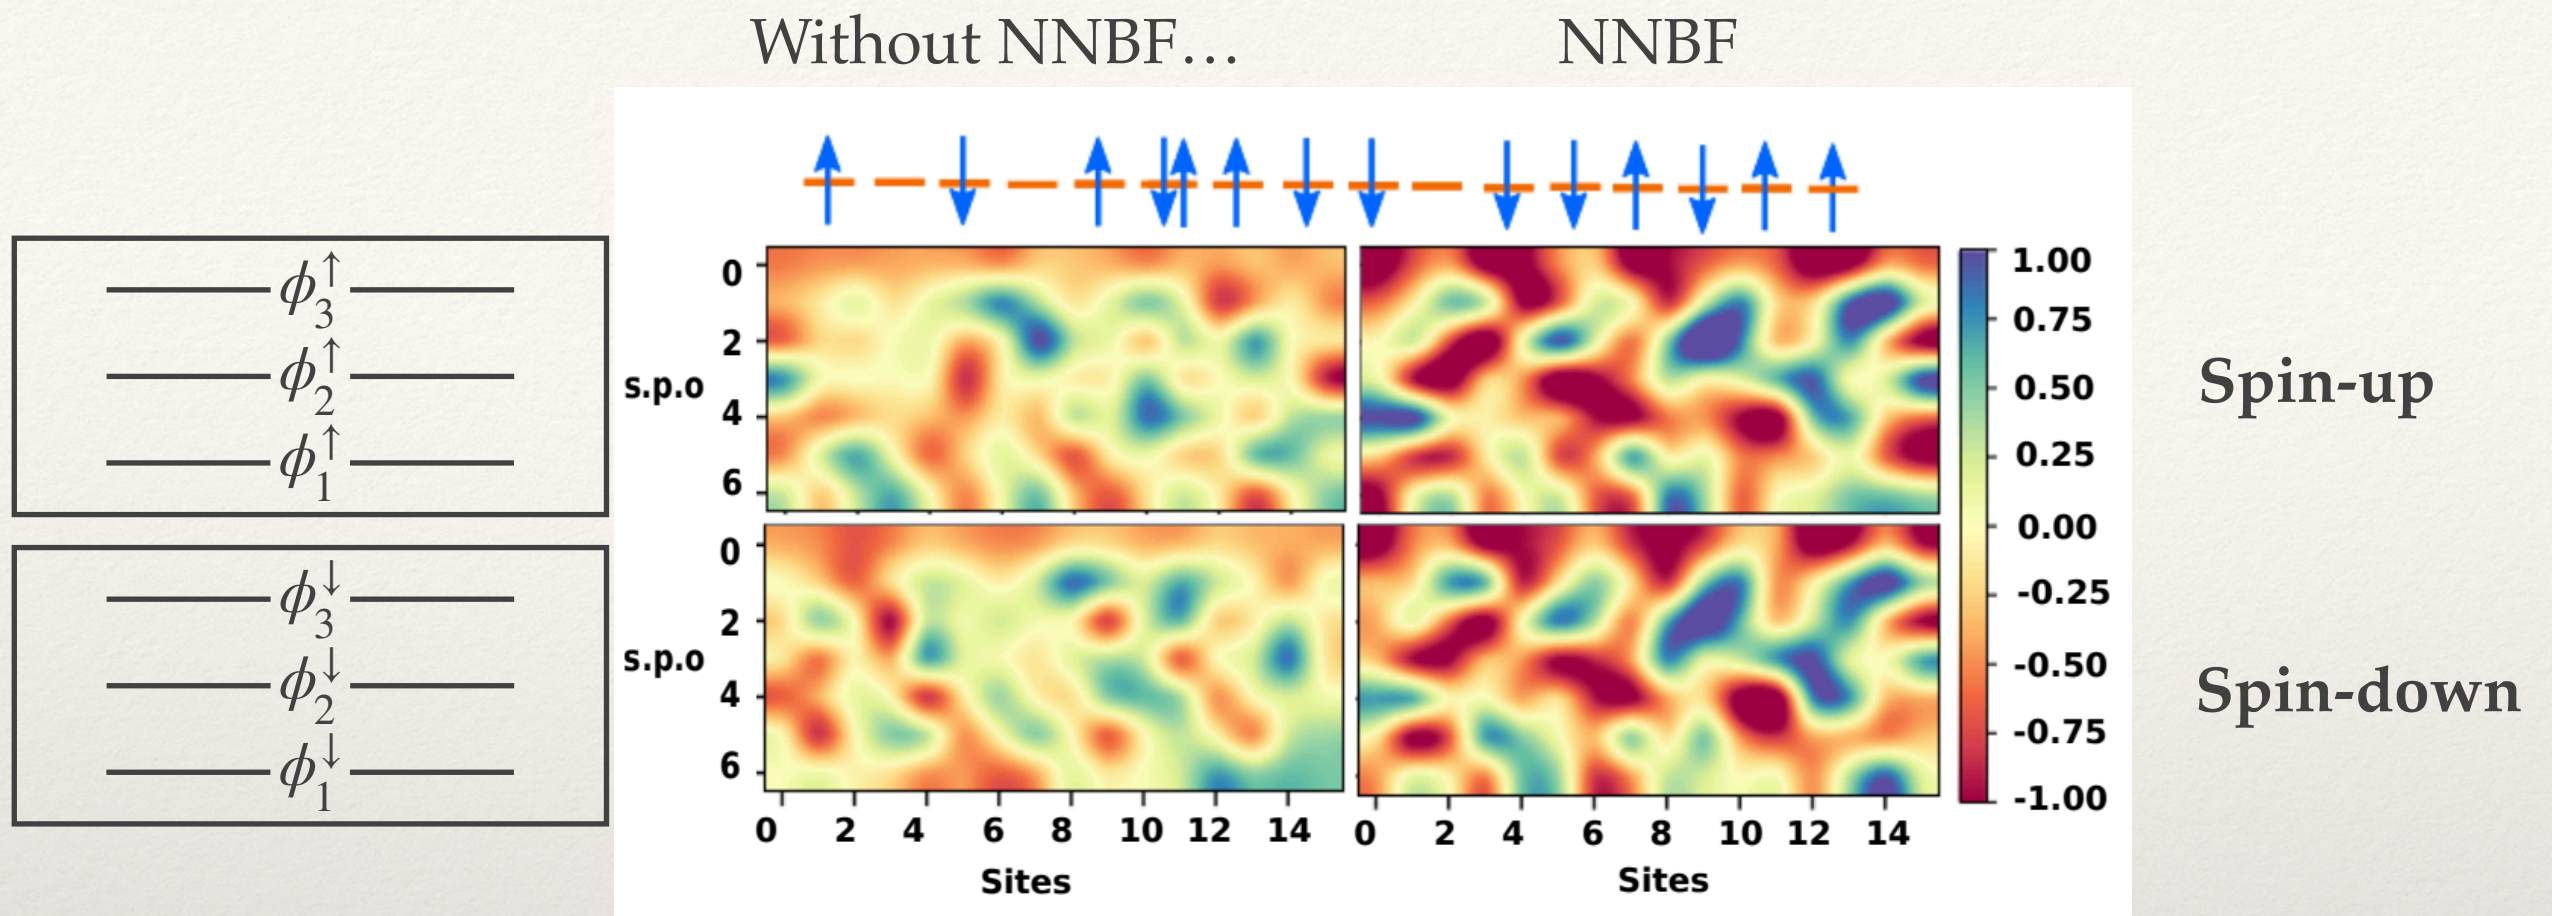 Without NNBF…
NNBF
ϕ₃↑
ϕ₂↑
ϕ₁↑
ϕ₃↓
ϕ₂↓
ϕ₁↓
0
2
s.p.o
4
6
0
2
s.p.o
4
6
0 2 4 6 8 10 12 14
Sites
0 2 4 6 8 10 12 14
Sites
1.00
0.75
0.50
0.25
0.00
-0.25
-0.50
-0.75
-1.00
Spin-up
Spin-down